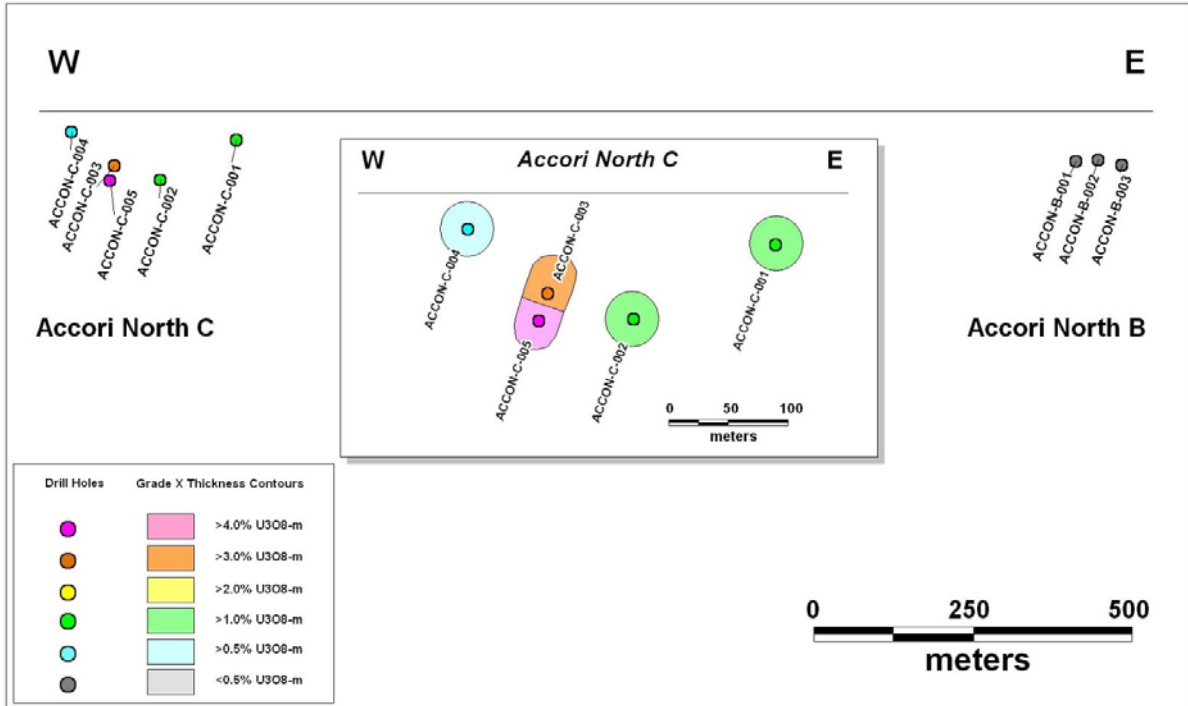 W
E
ACCON-C-004
ACCON-C-003
ACCON-C-005
ACCON-C-002
ACCON-C-001
Accori North C
W
Accori North C
E
ACCON-C-004
ACCON-C-003
ACCON-C-005
ACCON-C-002
ACCON-C-001
0 50 100
meters
ACCON-B-001
ACCON-B-002
ACCON-B-003
Accori North B
Drill Holes Grade X Thickness Contours
>4.0% U3O8-m
>3.0% U3O8-m
>2.0% U3O8-m
>1.0% U3O8-m
>0.5% U3O8-m
<0.5% U3O8-m
0 250 500
meters